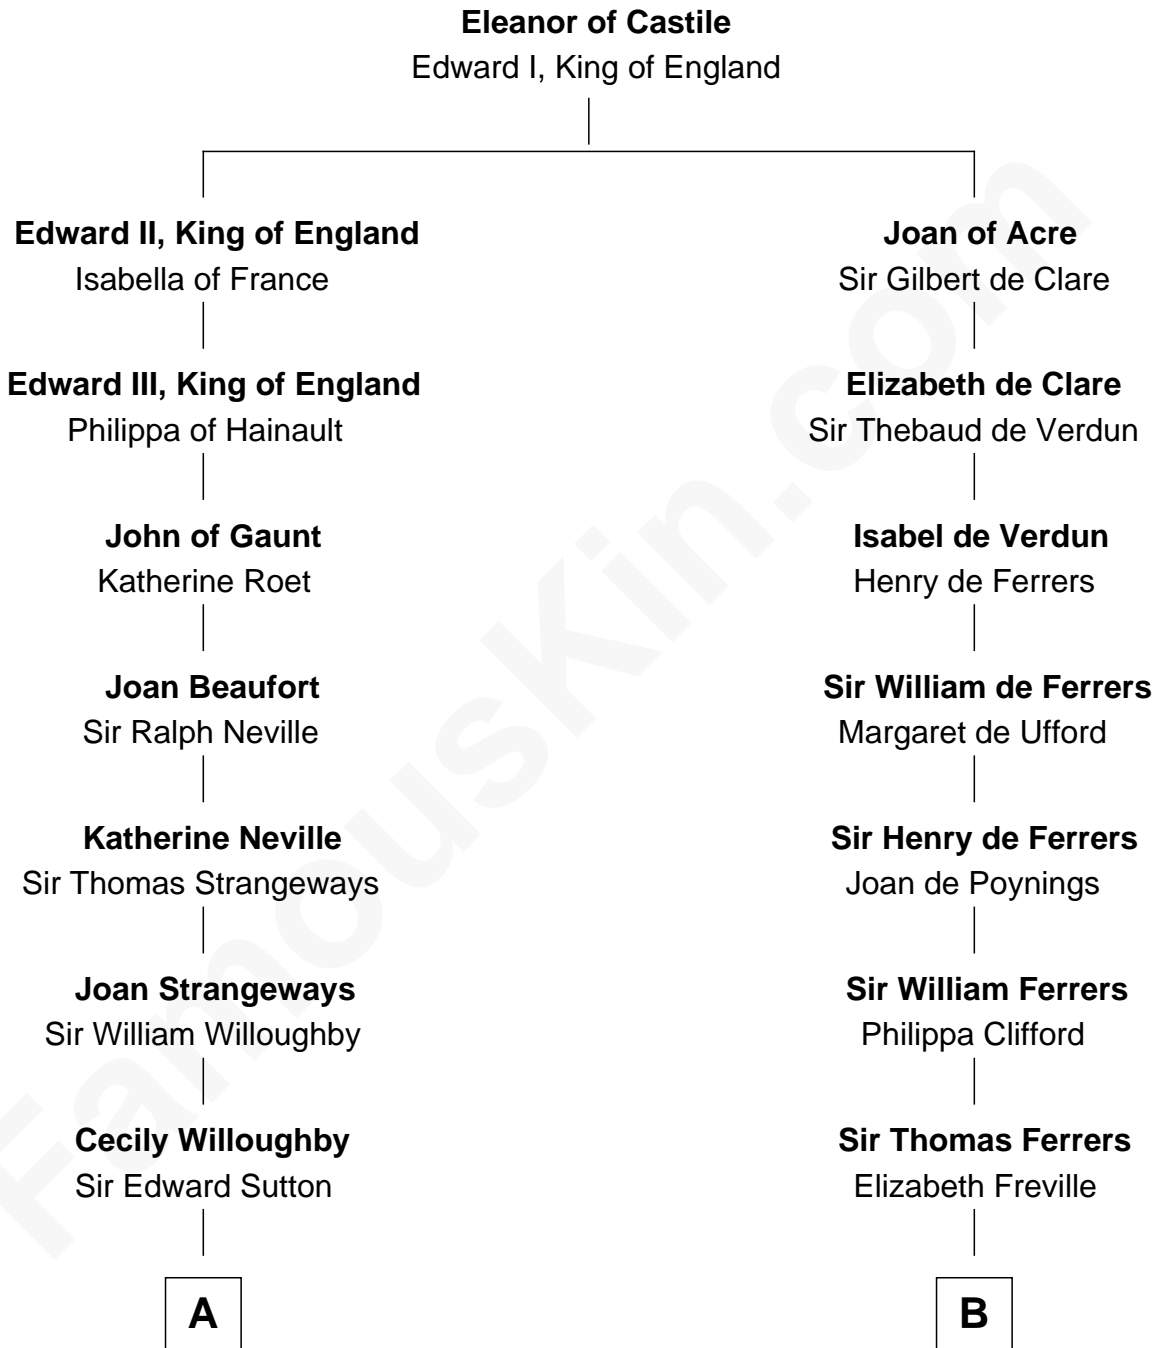 Eleanor of Castile
Edward I, King of England
Edward II, King of England
Isabella of France
Joan of Acre
Sir Gilbert de Clare
Edward III, King of England
Philippa of Hainault
Elizabeth de Clare
Sir Thebaud de Verdun
John of Gaunt
Katherine Roet
Isabel de Verdun
Henry de Ferrers
Joan Beaufort
Sir Ralph Neville
Sir William de Ferrers
Margaret de Ufford
Katherine Neville
Sir Thomas Strangeways
Sir Henry de Ferrers
Joan de Poynings
Joan Strangeways
Sir William Willoughby
Sir William Ferrers
Philippa Clifford
Cecily Willoughby
Sir Edward Sutton
Sir Thomas Ferrers
Elizabeth Freville
A
B
FamousKin.com